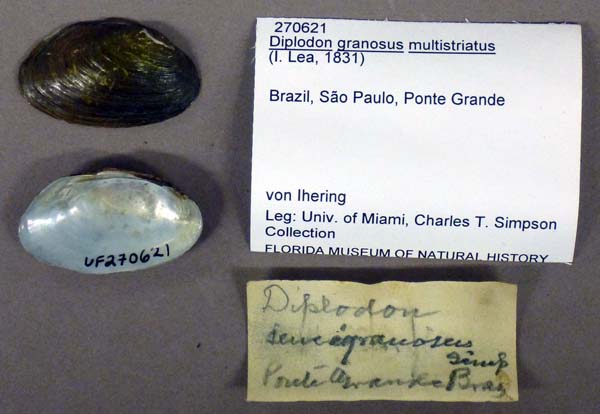 270621
Diplodon granosus multistriatus
(I. Lea, 1831)
Brazil, São Paulo, Ponte Grande
von Ihering
Leg: Univ. of Miami, Charles T. Simpson
Collection
FLORIDA MUSEUM OF NATURAL HISTORY
UF270621
Diplodon
semigranosus
Simp
Ponte Grande Braz